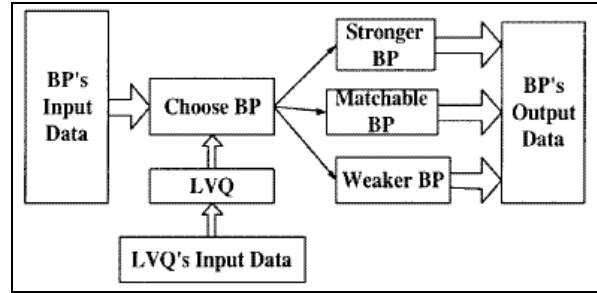 BP's
Input
Data
Choose BP
LVQ
LVQ's Input Data
Stronger
BP
Matchable
BP
Weaker BP
BP's
Output
Data